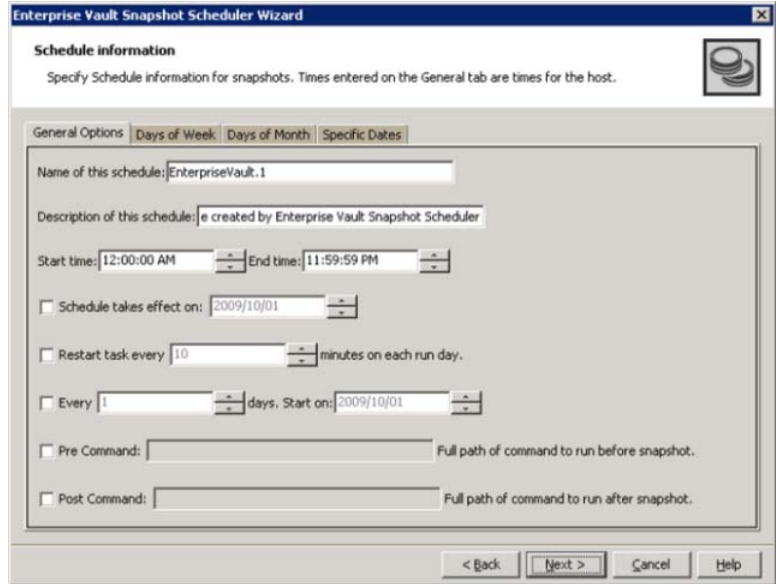 Enterprise Vault Snapshot Scheduler Wizard
Schedule information
Specify Schedule information for snapshots. Times entered on the General tab are times for the host.
General Options Days of Week Days of Month Specific Dates
Name of this schedule: EnterpriseVault.1
Description of this schedule: e created by Enterprise Vault Snapshot Scheduler
Start time: 12:00:00 AM End time: 11:59:59 PM
Schedule takes effect on: 2009/10/01
Restart task every 10 minutes on each run day.
Every 1 days. Start on: 2009/10/01
Pre Command: Full path of command to run before snapshot.
Post Command: Full path of command to run after snapshot.
< Back Next > Cancel Help